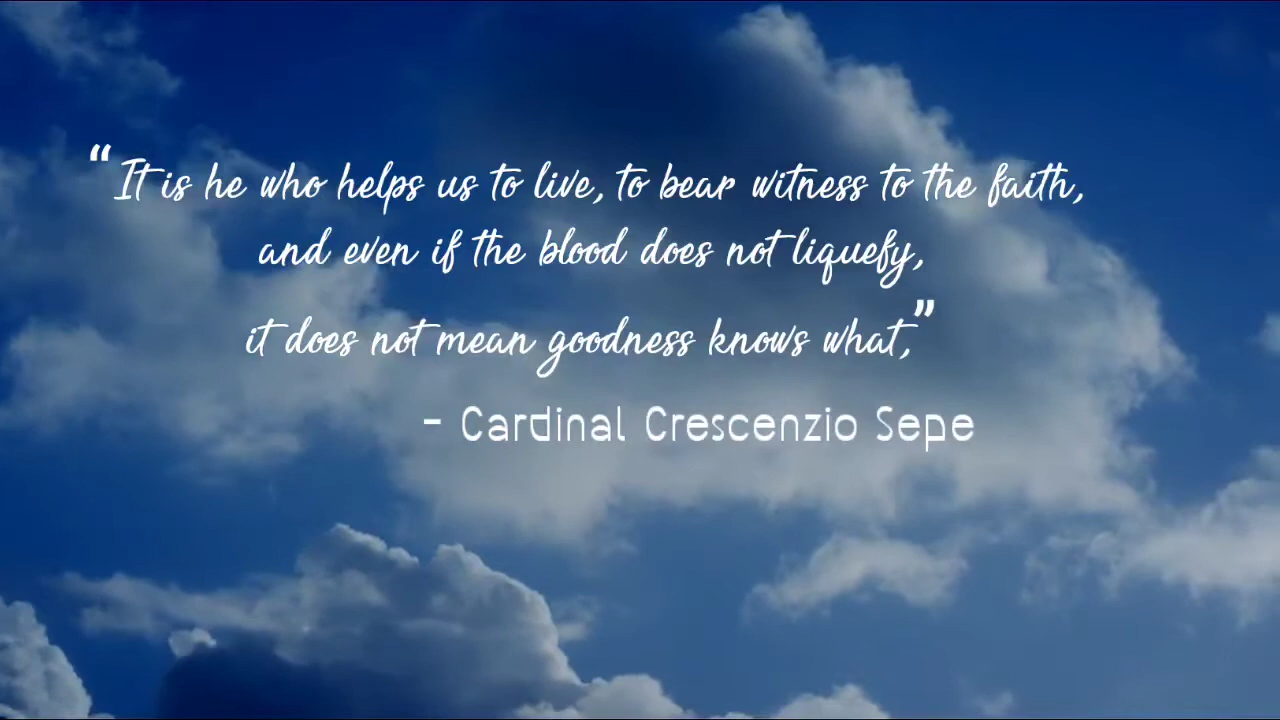 “It is he who helps us to live, to bear witness to the faith,
and even if the blood does not liquefy,
it does not mean goodness knows what,”
- Cardinal Crescenzio Sepe